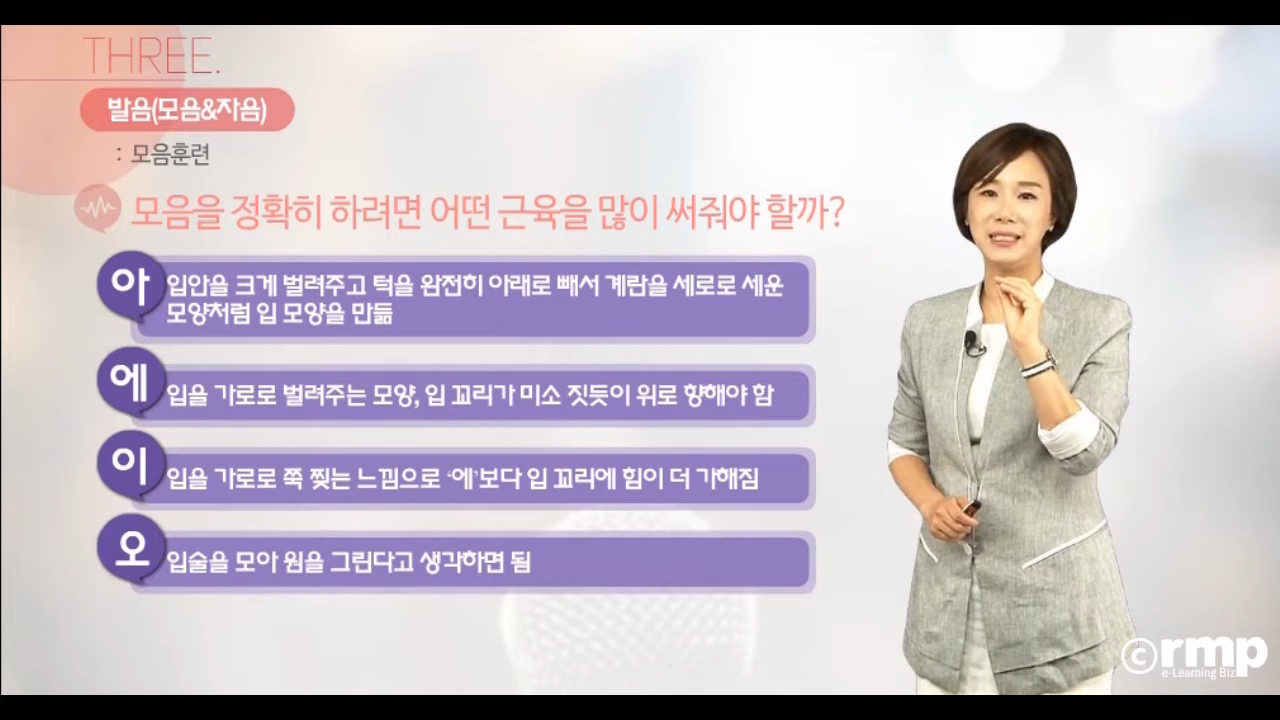 THREE.
발음(모음&자음)
: 모음훈련
모음을 정확히 하려면 어떤 근육을 많이 써줘야 할까?
아
입안을 크게 벌려주고 턱을 완전히 아래로 빼서 계란을 세로로 세운
모양처럼 입 모양을 만듦
에
입을 가로로 벌려주는 모양, 입 꼬리가 미소 짓듯이 위로 향해야 함
이
입을 가로로 쭉 찢는 느낌으로 ‘에’보다 입 꼬리에 힘이 더 가해짐
오
입술을 모아 원을 그린다고 생각하면 됨
©rmp
e-Learning Biz